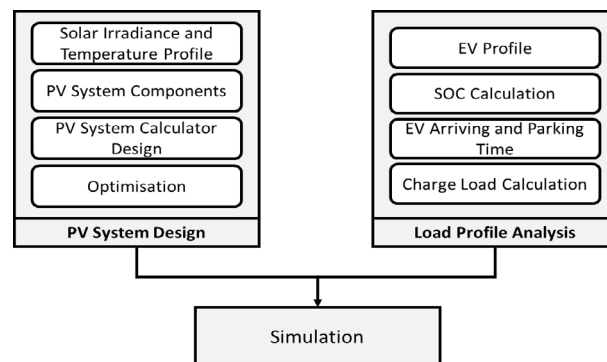 Solar Irradiance and
Temperature Profile
PV System Components
PV System Calculator
Design
Optimisation
PV System Design
EV Profile
SOC Calculation
EV Arriving and Parking
Time
Charge Load Calculation
Load Profile Analysis
Simulation